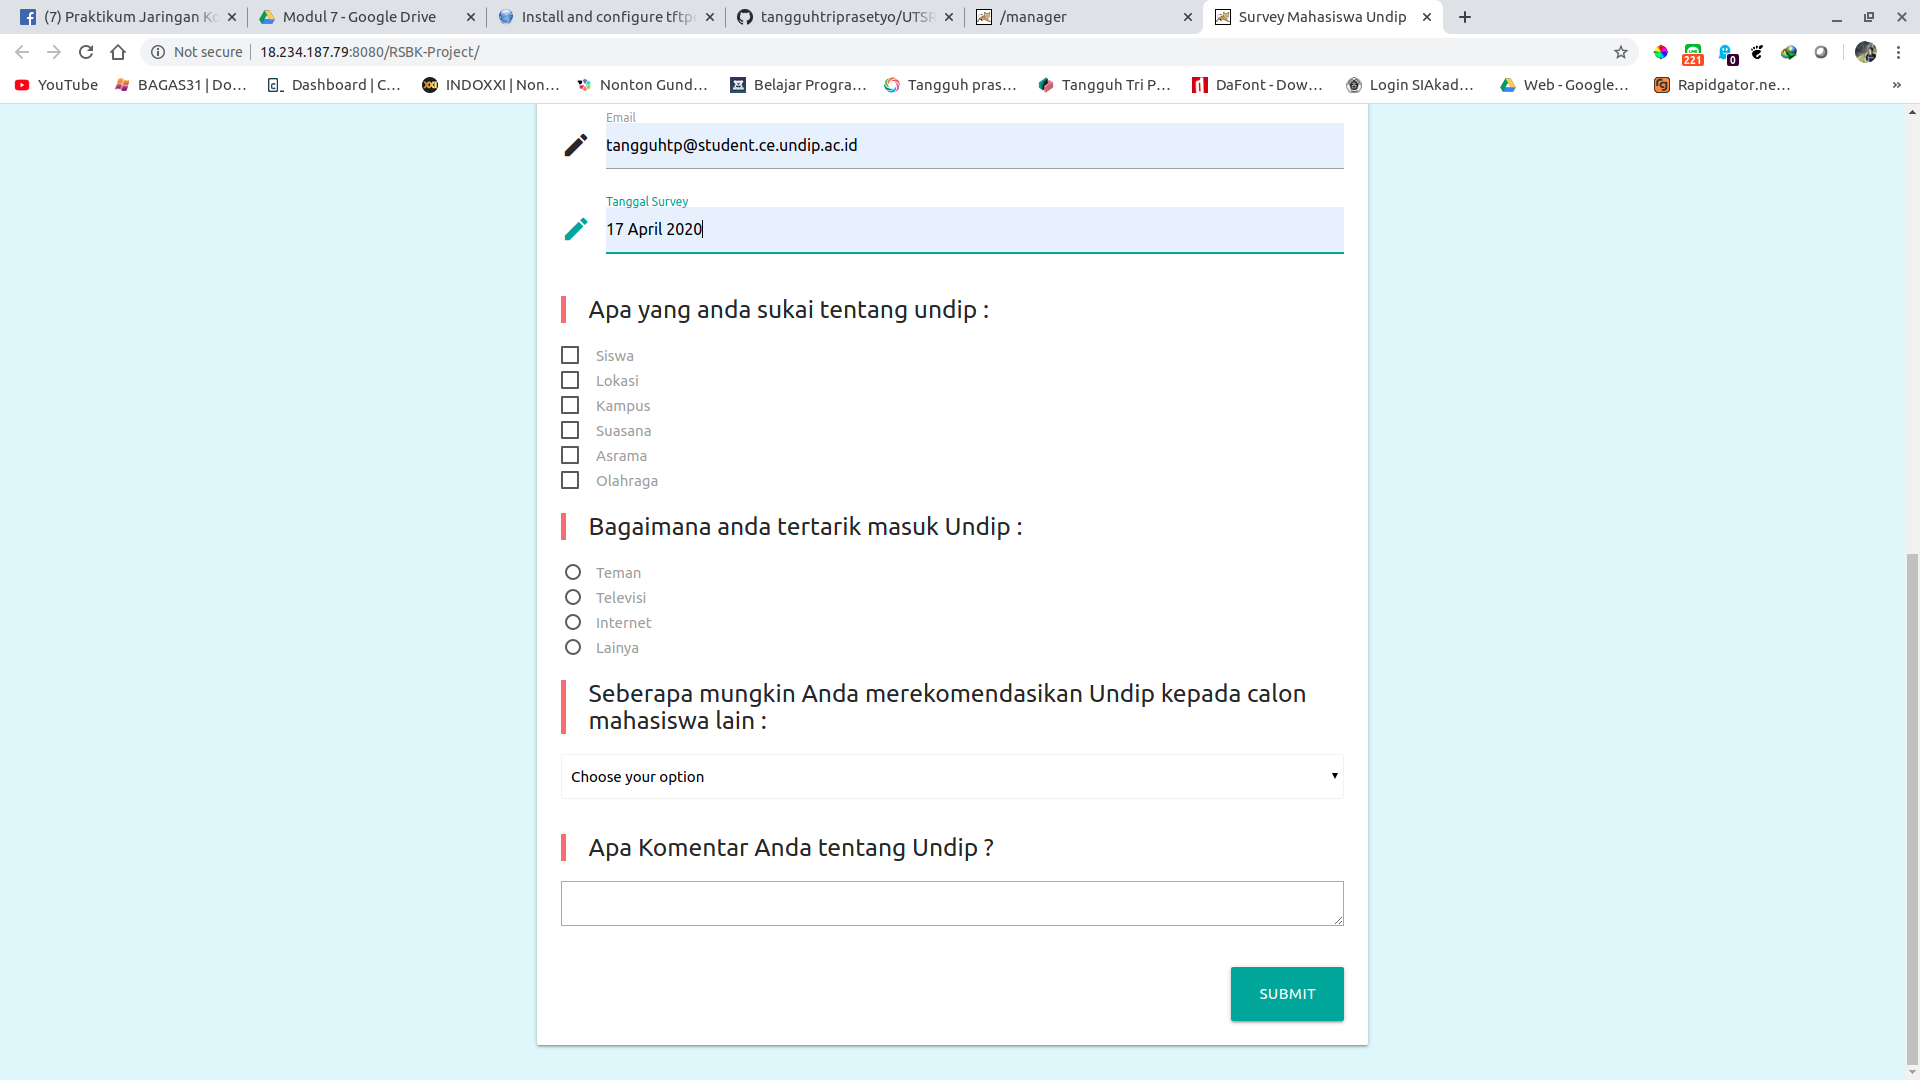 (7) Praktikum Jaringan Ko
Modul 7 - Google Drive
Install and configure tftp
tangguhtriprasetyo/UTSR
/manager
Survey Mahasiswa Undip
Not secure
18.234.187.79:8080/RSBK-Project/
221
0
YouTube
BAGAS31 | Do…
Dashboard | C…
INDOXXI | Non…
Nonton Gund…
Belajar Progra…
Tangguh pras…
Tangguh Tri P…
DaFont - Dow…
Login SIAkad…
Web - Google…
Rapidgator.ne…
»
Email
tangguhtp@student.ce.undip.ac.id
Tanggal Survey
17 April 2020
Apa yang anda sukai tentang undip :
Siswa
Lokasi
Kampus
Suasana
Asrama
Olahraga
Bagaimana anda tertarik masuk Undip :
Teman
Televisi
Internet
Lainya
Seberapa mungkin Anda merekomendasikan Undip kepada calon
mahasiswa lain :
Choose your option
Apa Komentar Anda tentang Undip ?
SUBMIT